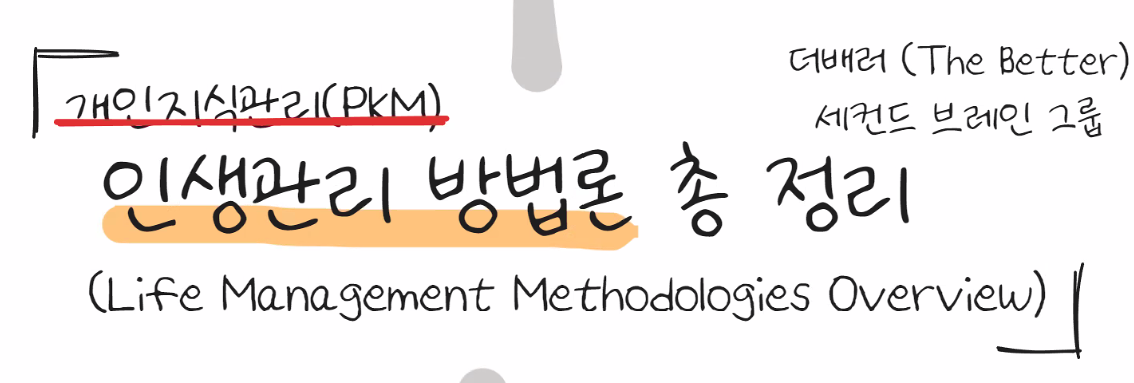 더배러 (The Better)
세컨드 브레인 그룹
개인지식관리(PKM)
인생관리 방법론 총 정리
(Life Management Methodologies Overview)